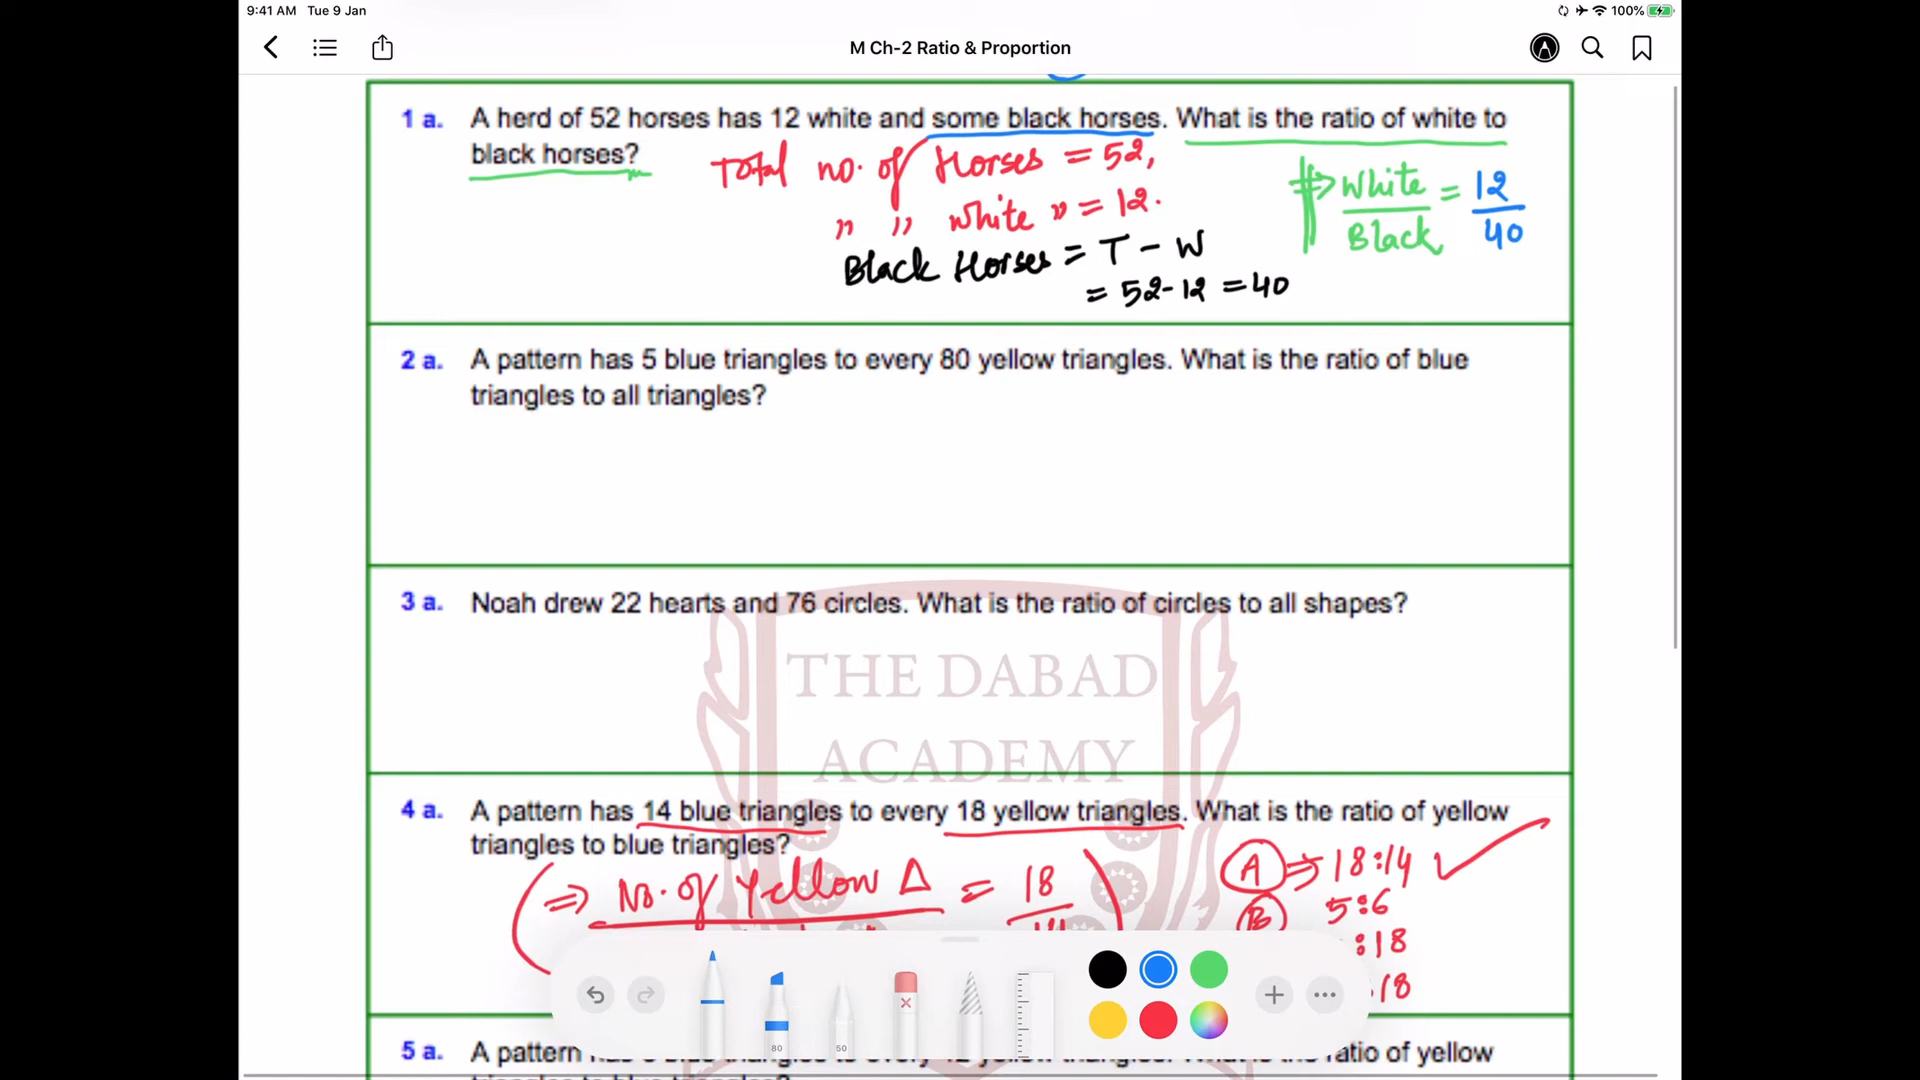 9:41 AM Tue 9 Jan
100%
M Ch-2 Ratio & Proportion
1 a. A herd of 52 horses has 12 white and some black horses. What is the ratio of white to
black horses?
Total no. of Horses = 52,
" " white " = 12.
Black Horses = T - W
= 52-12 = 40
⇒ White = 12
Black 40
2 a. A pattern has 5 blue triangles to every 80 yellow triangles. What is the ratio of blue
triangles to all triangles?
3 a. Noah drew 22 hearts and 76 circles. What is the ratio of circles to all shapes?
THE DABAD
ACADEMY
4 a. A pattern has 14 blue triangles to every 18 yellow triangles. What is the ratio of yellow
triangles to blue triangles?
(⇒ No. of Yellow Δ = 18
A ⇒ 18:14 ✓
B 5:6
:18
:18
80
50
5 a. A pattern yellow triangles. ratio of yellow